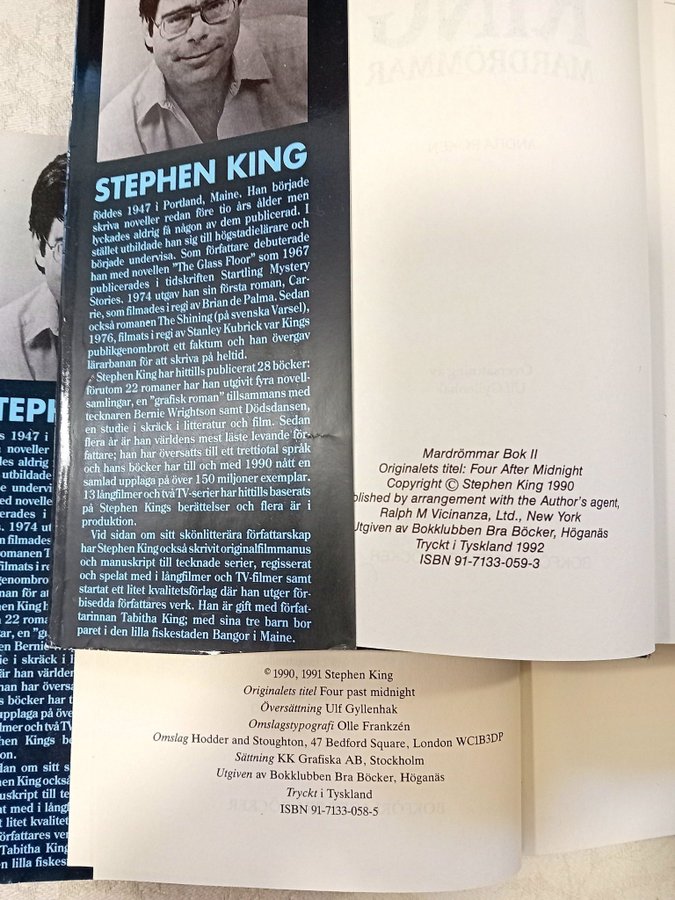 STEPHEN KING
föddes 1947 i Portland, Maine. Han började
skriva noveller redan före tio års ålder men
lyckades aldrig få någon av dem publicerad. I
stället utbildade han sig till högstadielärare och
började undervisa. Som författare debuterade
han med novellen "The Glass Floor" som 1967
publicerades i tidskriften Startling Mystery
Stories. 1974 utgav han sin första roman, Car-
rie, som filmades i regi av Brian de Palma. Sedan
också romanen The Shining (på svenska Varsel),
1976, filmats i regi av Stanley Kubrick var Kings
publikgenombrott ett faktum och han övergav
lärarbanan för att skriva på heltid.
Stephen King har hittills publicerat 28 böcker:
förutom 22 romaner har han utgivit fyra novell-
samlingar, en "grafisk roman" tillsammans med
tecknaren Bernie Wrightson samt Dödsdansen,
en studie i skräck i litteratur och film. Sedan
flera år är han världens mest läste levande för-
fattare; han har översatts till ett trettiotal språk
och hans böcker har till och med 1990 nått en
samlad upplaga på över 150 miljoner exemplar.
13 långfilmer och två TV-serier har hittills baserats
på Stephen Kings berättelser och flera är i
produktion.
Vid sidan om sitt skönlitterära författarskap
har Stephen King också skrivit originalfilmmanus
och manuskript till tecknade serier, regisserat
och spelat med i långfilmer och TV-filmer samt
startat ett litet kvalitetsförlag där han utger för-
bisedda författares verk. Han är gift med förfat-
tarinnan Tabitha King; med sina tre barn bor
paret i den lilla fiskestaden Bangor i Maine.
KING
MARDRÖMMAR
Mardrömmar Bok II
Originalets titel: Four After Midnight
Copyright © Stephen King 1990
blished by arrangement with the Author's agent,
Ralph M Vicinanza, Ltd., New York
Utgiven av Bokklubben Bra Böcker, Höganäs
Tryckt i Tyskland 1992
ISBN 91-7133-059-3
© 1990, 1991 Stephen King
Originalets titel Four past midnight
Översättning Ulf Gyllenhak
Omslagstypografi Olle Frankzén
Omslag Hodder and Stoughton, 47 Bedford Square, London WC1B3DP
Sättning KK Grafiska AB, Stockholm
Utgiven av Bokklubben Bra Böcker, Höganäs
Tryckt i Tyskland
ISBN 91-7133-058-5